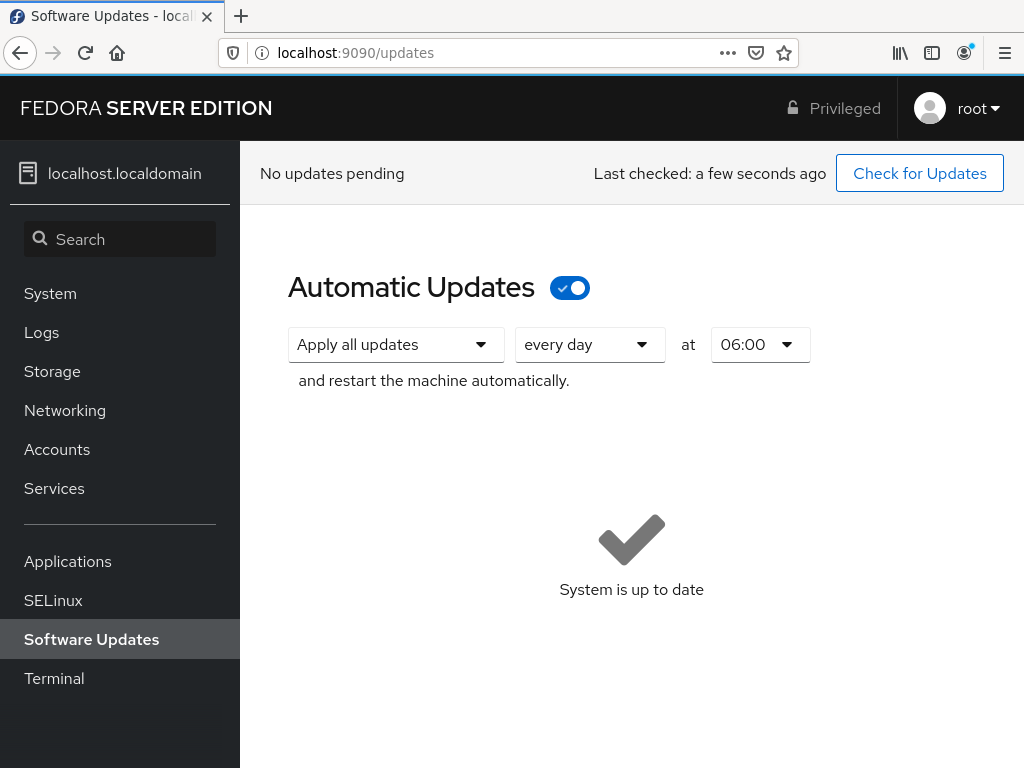 Software Updates - local
localhost:9090/updates
FEDORA SERVER EDITION
Privileged
root
localhost.localdomain
No updates pending
Last checked: a few seconds ago
Check for Updates
Search
System
Logs
Storage
Networking
Accounts
Services
Applications
SELinux
Software Updates
Terminal
Automatic Updates
Apply all updates
every day
at
06:00
and restart the machine automatically.
System is up to date